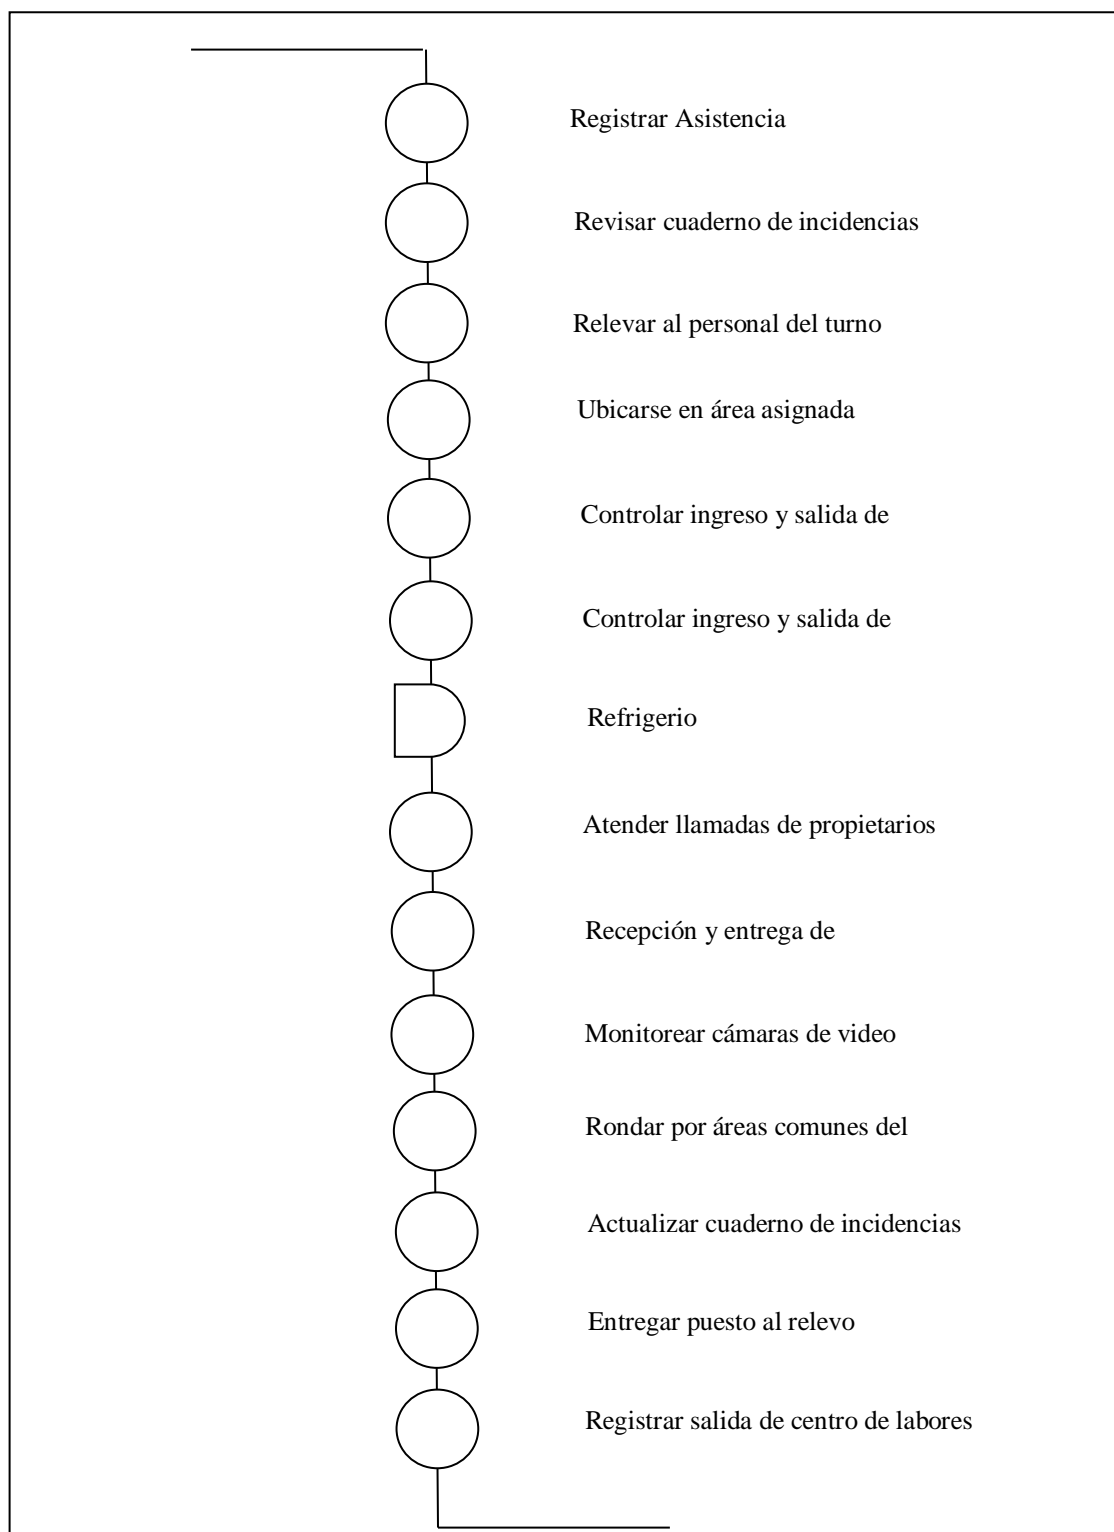 Registrar Asistencia
Revisar cuaderno de incidencias
Relevar al personal del turno
Ubicarse en área asignada
Controlar ingreso y salida de
Controlar ingreso y salida de
Refrigerio
Atender llamadas de propietarios
Recepción y entrega de
Monitorear cámaras de video
Rondar por áreas comunes del
Actualizar cuaderno de incidencias
Entregar puesto al relevo
Registrar salida de centro de labores